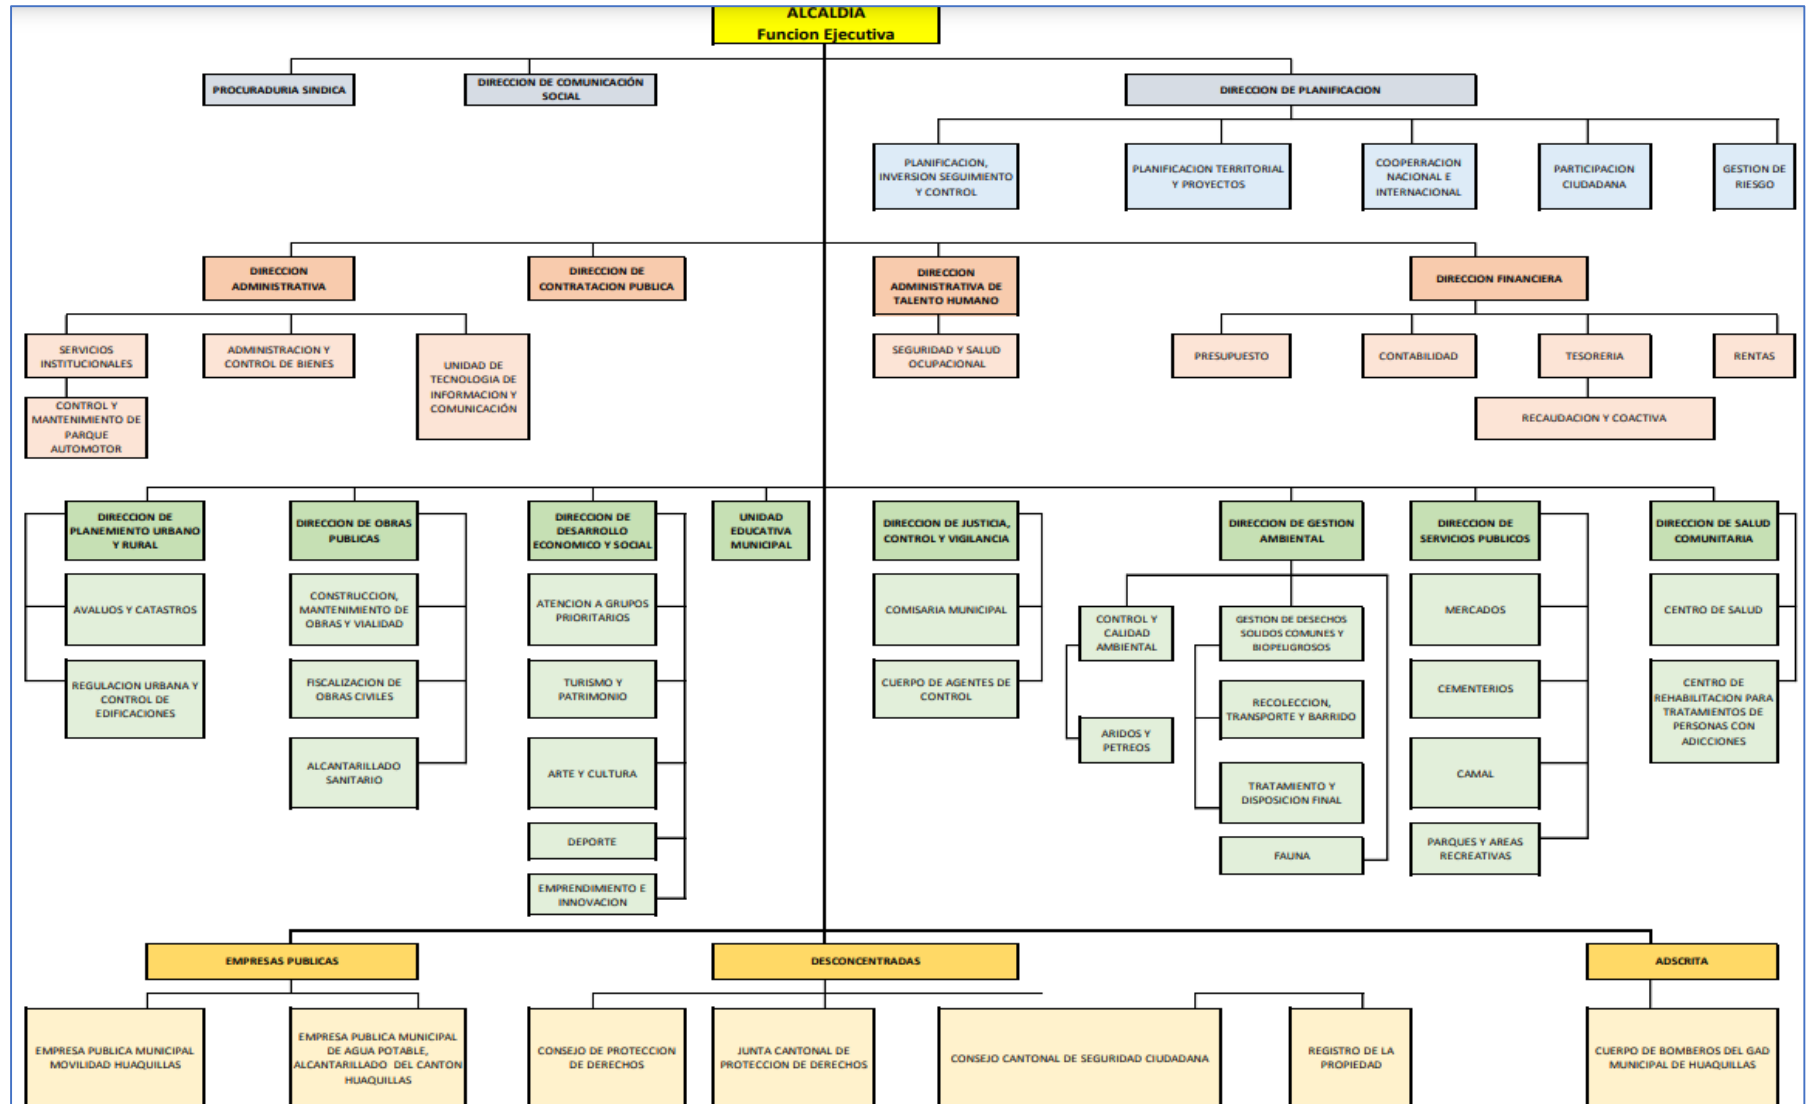 ALCALDIA
Funcion Ejecutiva
PROCURADURIA SINDICA
DIRECCION DE COMUNICACIÓN
SOCIAL
DIRECCION DE PLANIFICACION
PLANIFICACION,
INVERSION SEGUIMIENTO
Y CONTROL
PLANIFICACION TERRITORIAL
Y PROYECTOS
COOPERRACION
NACIONAL E
INTERNACIONAL
PARTICIPACION
CIUDADANA
GESTION DE
RIESGO
DIRECCION
ADMINISTRATIVA
DIRECCION DE
CONTRATACION PUBLICA
DIRECCION
ADMINISTRATIVA DE
TALENTO HUMANO
DIRECCION FINANCIERA
SERVICIOS
INSTITUCIONALES
ADMINISTRACION Y
CONTROL DE BIENES
UNIDAD DE
TECNOLOGIA DE
INFORMACION Y
COMUNICACIÓN
SEGURIDAD Y SALUD
OCUPACIONAL
PRESUPUESTO
CONTABILIDAD
TESORERIA
RENTAS
CONTROL Y
MANTENIMIENTO DE
PARQUE
AUTOMOTOR
RECAUDACION Y COACTIVA
DIRECCION DE
PLANEMIENTO URBANO
Y RURAL
DIRECCION DE OBRAS
PUBLICAS
DIRECCION DE
DESARROLLO
ECONOMICO Y SOCIAL
UNIDAD
EDUCATIVA
MUNICIPAL
DIRECCION DE JUSTICIA,
CONTROL Y VIGILANCIA
DIRECCION DE GESTION
AMBIENTAL
DIRECCION DE
SERVICIOS PUBLICOS
DIRECCION DE SALUD
COMUNITARIA
AVALUOS Y CATASTROS
CONSTRUCCION,
MANTENIMIENTO DE
OBRAS Y VIALIDAD
ATENCION A GRUPOS
PRIORITARIOS
COMISARIA MUNICIPAL
CONTROL Y
CALIDAD
AMBIENTAL
GESTION DE DESECHOS
SOLIDOS COMUNES Y
BIOPELIGROSOS
MERCADOS
CENTRO DE SALUD
REGULACION URBANA Y
CONTROL DE
EDIFICACIONES
FISCALIZACION DE
OBRAS CIVILES
TURISMO Y
PATRIMONIO
CUERPO DE AGENTES DE
CONTROL
RECOLECCION,
TRANSPORTE Y BARRIDO
CEMENTERIOS
CENTRO DE
REHABILITACION PARA
TRATAMIENTOS DE
PERSONAS CON
ADICCIONES
ARIDOS Y
PETREOS
ALCANTARILLADO
SANITARIO
ARTE Y CULTURA
TRATAMIENTO Y
DISPOSICION FINAL
CAMAL
DEPORTE
FAUNA
PARQUES Y AREAS
RECREATIVAS
EMPRENDIMIENTO E
INNOVACION
EMPRESAS PUBLICAS
DESCONCENTRADAS
ADSCRITA
EMPRESA PUBLICA MUNICIPAL
MOVILIDAD HUAQUILLAS
EMPRESA PUBLICA MUNICIPAL
DE AGUA POTABLE,
ALCANTARILLADO DEL CANTON
HUAQUILLAS
CONSEJO DE PROTECCION
DE DERECHOS
JUNTA CANTONAL DE
PROTECCION DE DERECHOS
CONSEJO CANTONAL DE SEGURIDAD CIUDADANA
REGISTRO DE LA
PROPIEDAD
CUERPO DE BOMBEROS DEL GAD
MUNICIPAL DE HUAQUILLAS